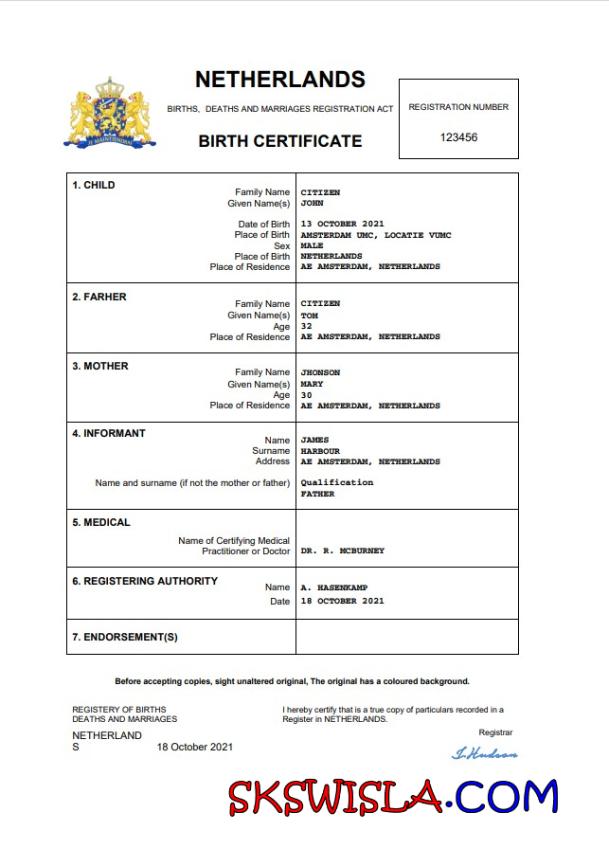 NETHERLANDS
BIRTHS, DEATHS AND MARRIAGES REGISTRATION ACT
BIRTH CERTIFICATE
REGISTRATION NUMBER
123456
JE MAINTIENDRAI
1. CHILD
Family Name CITIZEN
Given Name(s) JOHN
Date of Birth 13 OCTOBER 2021
Place of Birth AMSTERDAM UMC, LOCATIE VUMC
Sex MALE
Place of Birth NETHERLANDS
Place of Residence AE AMSTERDAM, NETHERLANDS
2. FARHER
Family Name CITIZEN
Given Name(s) TOM
Age 32
Place of Residence AE AMSTERDAM, NETHERLANDS
3. MOTHER
Family Name JHONSON
Given Name(s) MARY
Age 30
Place of Residence AE AMSTERDAM, NETHERLANDS
4. INFORMANT
Name JAMES
Surname HARBOUR
Address AE AMSTERDAM, NETHERLANDS
Name and surname (if not the mother or father) Qualification
FATHER
5. MEDICAL
Name of Certifying Medical
Practitioner or Doctor DR. R. MCBURNEY
6. REGISTERING AUTHORITY
Name A. HASENKAMP
Date 18 OCTOBER 2021
7. ENDORSEMENT(S)
Before accepting copies, sight unaltered original, The original has a coloured background.
REGISTERY OF BIRTHS
DEATHS AND MARRIAGES
NETHERLAND
S 18 October 2021
I hereby certify that is a true copy of particulars recorded in a
Register in NETHERLANDS.
Registrar
J. Hudson
SKSWISLA.COM